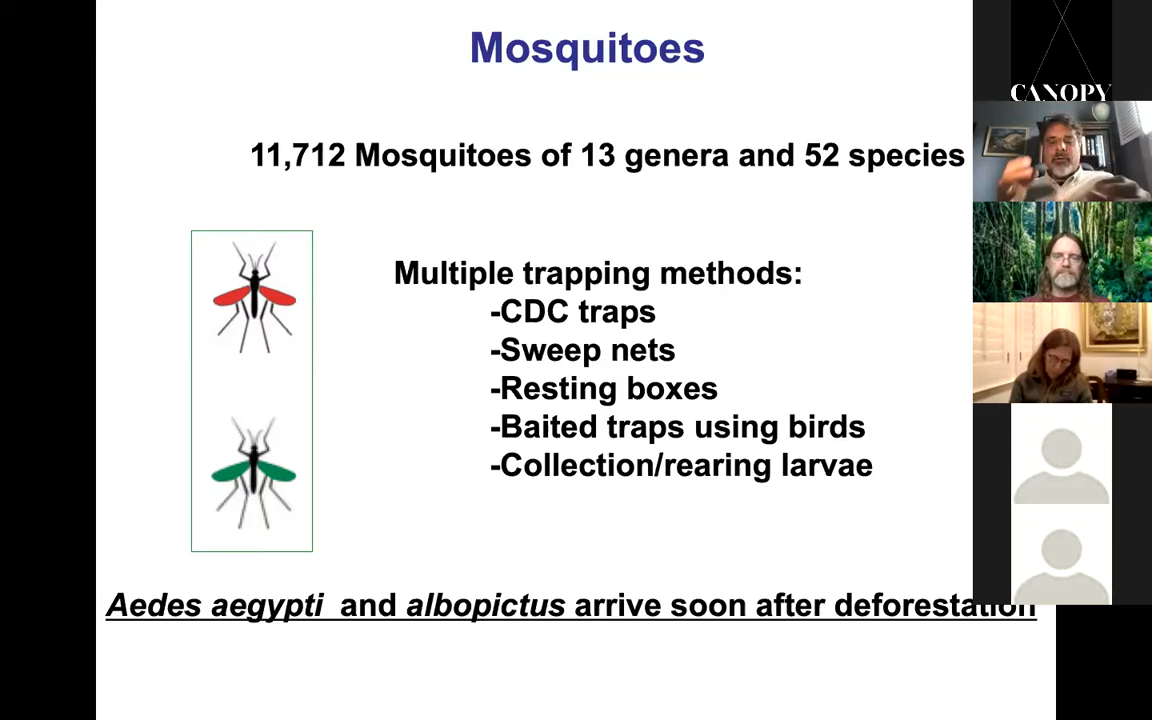 Mosquitoes
CANOPY
11,712 Mosquitoes of 13 genera and 52 species
Multiple trapping methods:
-CDC traps
-Sweep nets
-Resting boxes
-Baited traps using birds
-Collection/rearing larvae
Aedes aegypti and albopictus arrive soon after deforestation